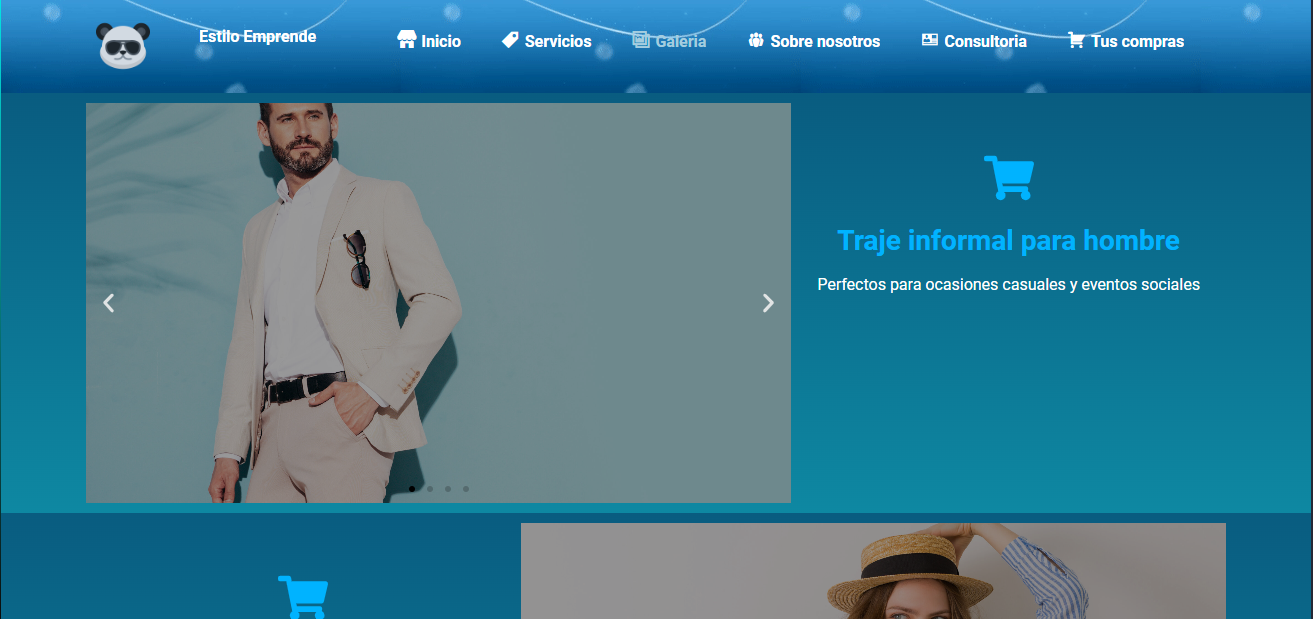 Estilo Emprende
Inicio
Servicios
Galeria
Sobre nosotros
Consultoria
Tus compras
Traje informal para hombre
Perfectos para ocasiones casuales y eventos sociales